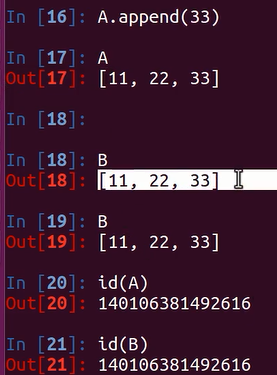 In [16]: A.append(33)
In [17]: A
Out[17]: [11, 22, 33]
In [18]:
In [18]: B
Out[18]: [11, 22, 33]
In [19]: B
Out[19]: [11, 22, 33]
In [20]: id(A)
Out[20]: 140106381492616
In [21]: id(B)
Out[21]: 140106381492616